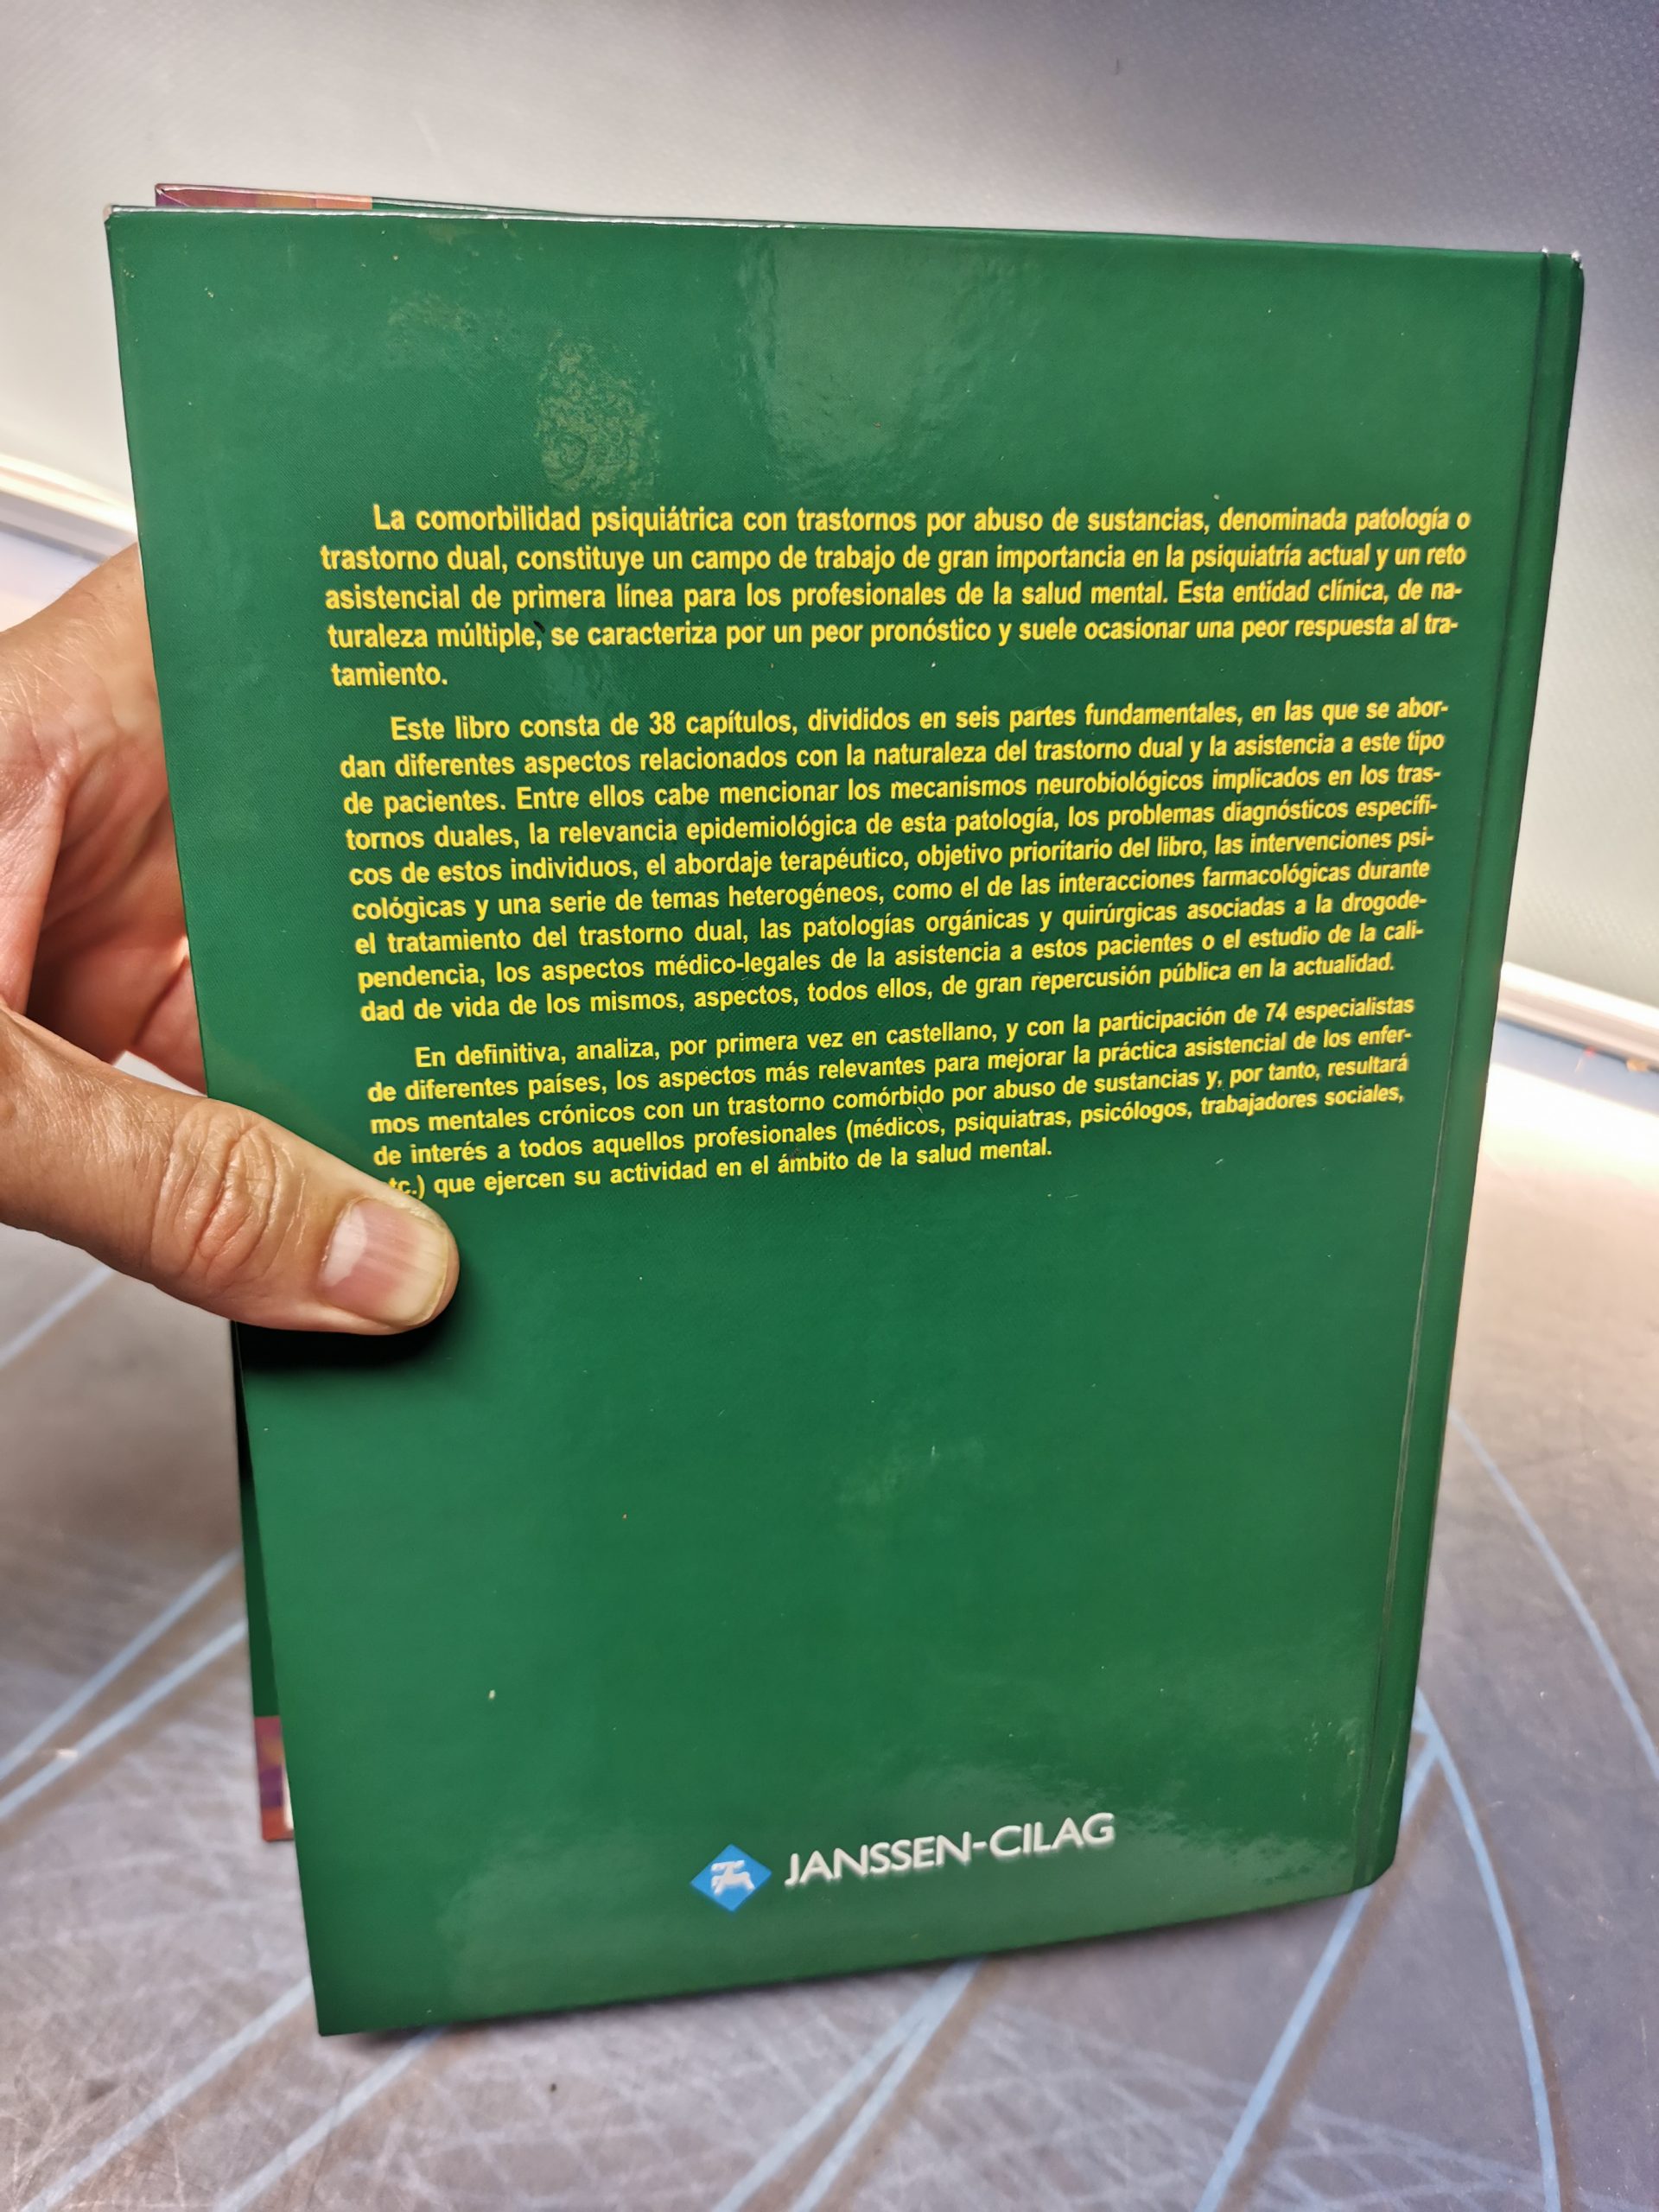 La comorbilidad psiquiátrica con trastornos por abuso de sustancias, denominada patología o
trastorno dual, constituye un campo de trabajo de gran importancia en la psiquiatría actual y un reto
asistencial de primera línea para los profesionales de la salud mental. Esta entidad clínica, de na-
turaleza múltiple, se caracteriza por un peor pronóstico y suele ocasionar una peor respuesta al tra-
tamiento.
Este libro consta de 38 capítulos, divididos en seis partes fundamentales, en las que se abor-
dan diferentes aspectos relacionados con la naturaleza del trastorno dual y la asistencia a este tipo
de pacientes. Entre ellos cabe mencionar los mecanismos neurobiológicos implicados en los tras-
tornos duales, la relevancia epidemiológica de esta patología, los problemas diagnósticos específi-
cos de estos individuos, el abordaje terapéutico, objetivo prioritario del libro, las intervenciones psi-
cológicas y una serie de temas heterogéneos, como el de las interacciones farmacológicas durante
el tratamiento del trastorno dual, las patologías orgánicas y quirúrgicas asociadas a la drogode-
pendencia, los aspectos médico-legales de la asistencia a estos pacientes o el estudio de la cali-
dad de vida de los mismos, aspectos, todos ellos, de gran repercusión pública en la actualidad.
En definitiva, analiza, por primera vez en castellano, y con la participación de 74 especialistas
de diferentes países, los aspectos más relevantes para mejorar la práctica asistencial de los enfer-
mos mentales crónicos con un trastorno comórbido por abuso de sustancias y, por tanto, resultará
de interés a todos aquellos profesionales (médicos, psiquiatras, psicólogos, trabajadores sociales,
etc.) que ejercen su actividad en el ámbito de la salud mental.
JANSSEN-CILAG